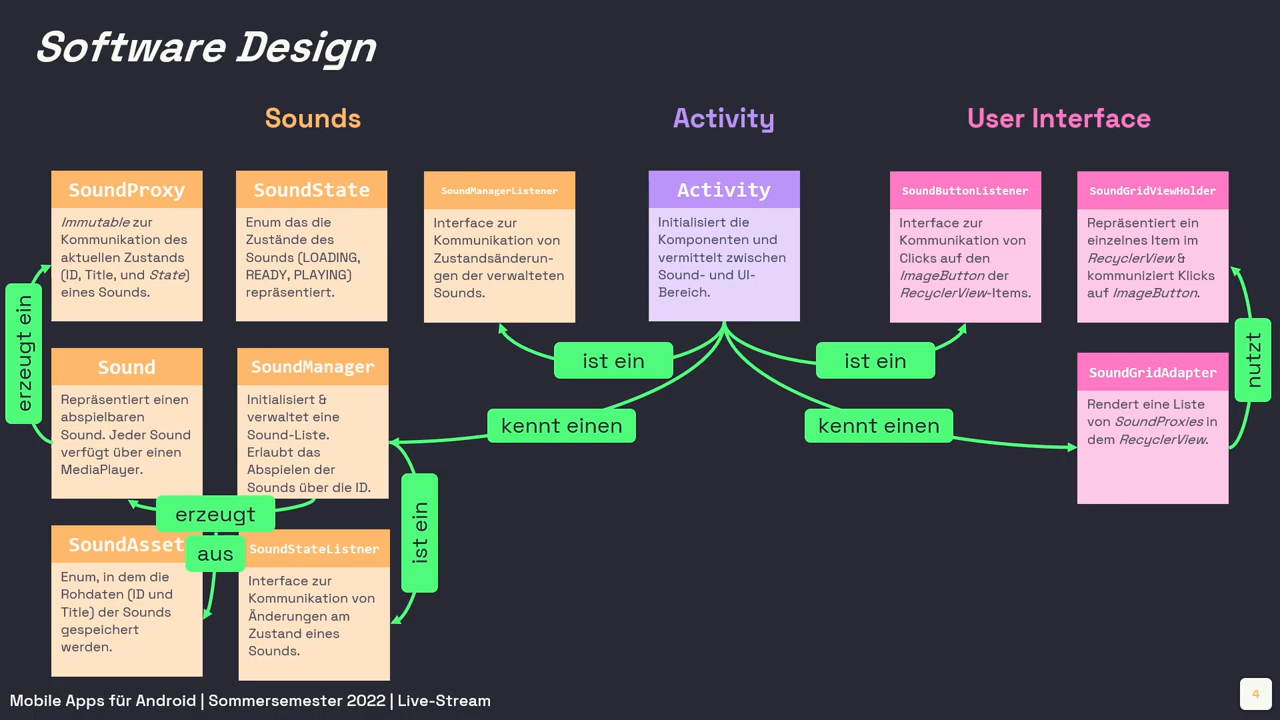 Software Design
Sounds
Activity
User Interface
SoundProxy
Immutable zur
Kommunikation des
aktuellen Zustands
(ID, Title, und State)
eines Sounds.
SoundState
Enum das die
Zustände des
Sounds (LOADING,
READY, PLAYING)
repräsentiert.
SoundManagerListener
Interface zur
Kommunikation von
Zustandsänderun-
gen der verwalteten
Sounds.
Activity
Initialisiert die
Komponenten und
vermittelt zwischen
Sound- und UI-
Bereich.
SoundButtonListener
Interface zur
Kommunikation von
Clicks auf den
ImageButton der
RecyclerView-Items.
SoundGridViewHolder
Repräsentiert ein
einzelnes Item im
RecyclerView &
kommuniziert Klicks
auf ImageButton.
erzeugt ein
ist ein
ist ein
nutzt
Sound
Repräsentiert einen
abspielbaren
Sound. Jeder Sound
verfügt über einen
MediaPlayer.
SoundManager
Initialisiert &
verwaltet eine
Sound-Liste.
Erlaubt das
Abspielen der
Sounds über die ID.
kennt einen
kennt einen
SoundGridAdapter
Rendert eine Liste
von SoundProxies in
dem RecyclerView.
erzeugt
aus
ist ein
SoundAsset
Enum, in dem die
Rohdaten (ID und
Title) der Sounds
gespeichert
werden.
SoundStateListner
Interface zur
Kommunikation von
Änderungen am
Zustand eines
Sounds.
Mobile Apps für Android | Sommersemester 2022 | Live-Stream
4